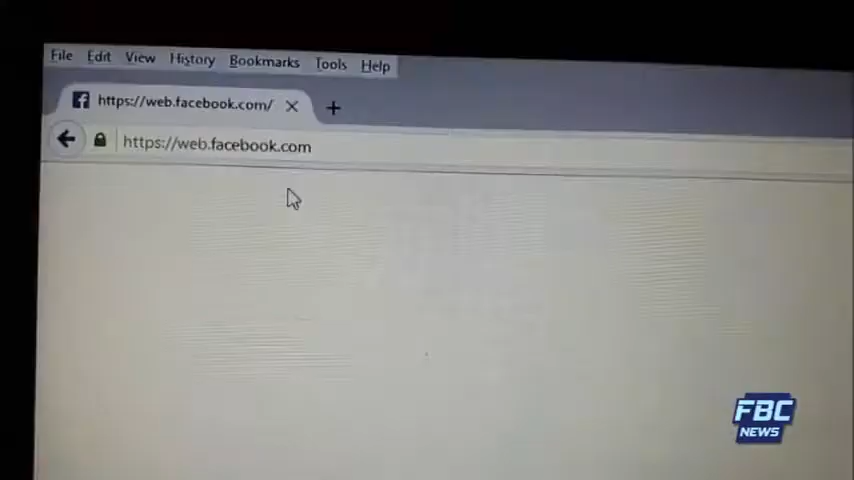 File Edit View History Bookmarks Tools Help
https://web.facebook.com/
https://web.facebook.com
FBC
NEWS